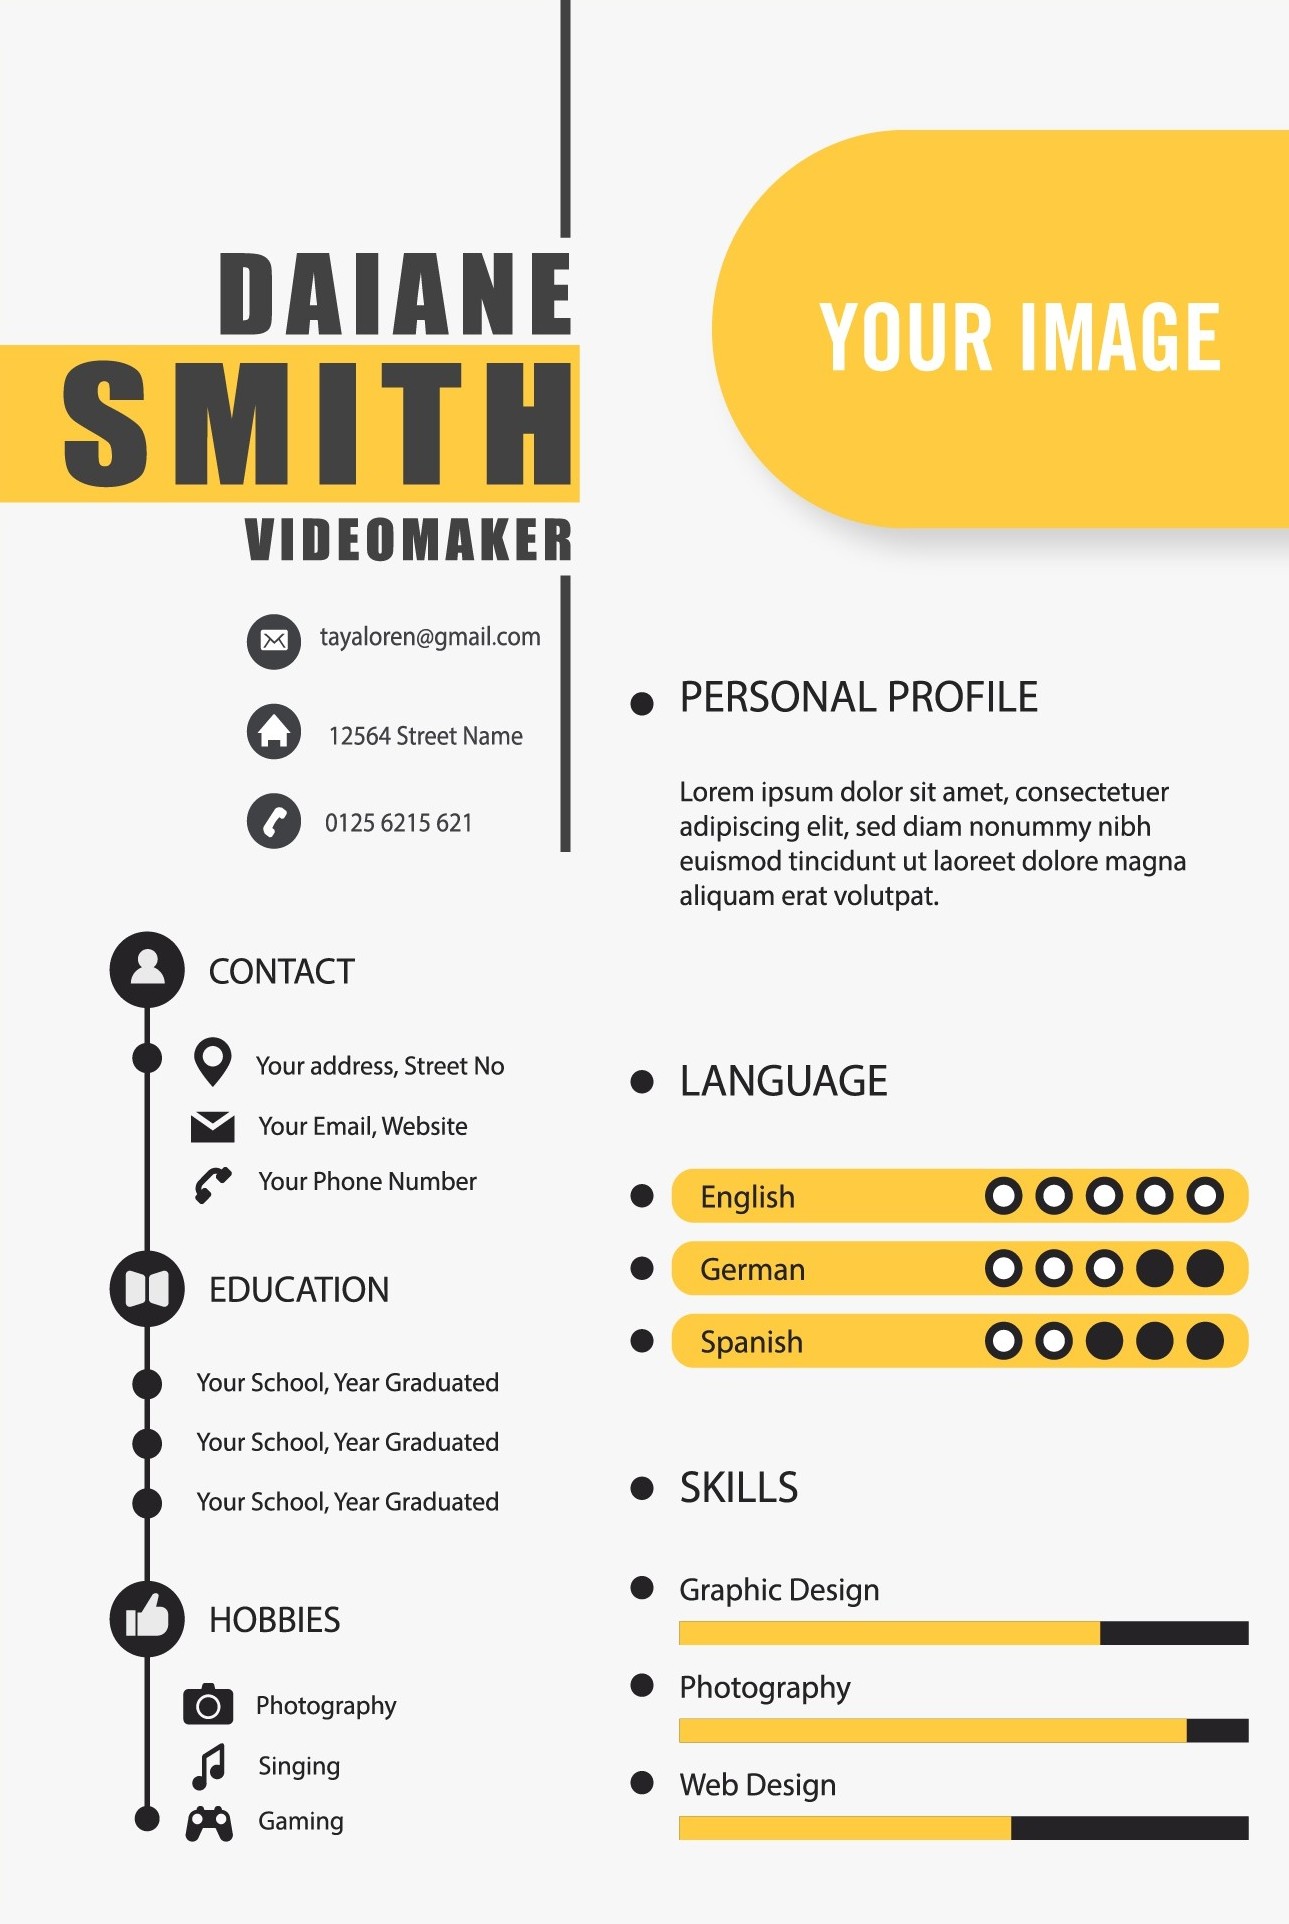 DAIANE
SMITH
VIDEOMAKER
tayaloren@gmail.com
12564 Street Name
0125 6215 621
CONTACT
Your address, Street No
Your Email, Website
Your Phone Number
EDUCATION
Your School, Year Graduated
Your School, Year Graduated
Your School, Year Graduated
HOBBIES
Photography
Singing
Gaming
YOUR IMAGE
PERSONAL PROFILE
Lorem ipsum dolor sit amet, consectetuer
adipiscing elit, sed diam nonummy nibh
euismod tincidunt ut laoreet dolore magna
aliquam erat volutpat.
LANGUAGE
English
German
Spanish
SKILLS
Graphic Design
Photography
Web Design